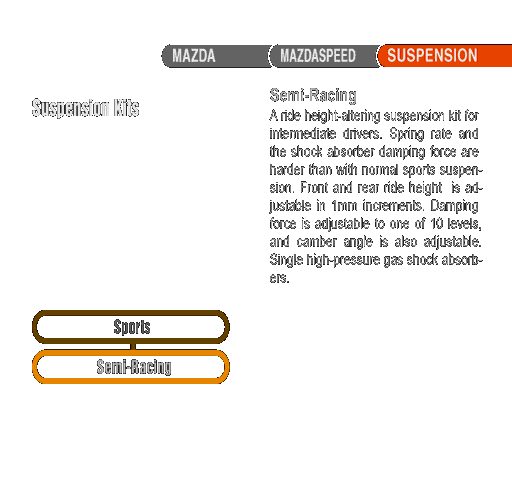 MAZDA MAZDASPEED SUSPENSION
Suspension Kits
Semi-Racing
A ride height-altering suspension kit for
intermediate drivers. Spring rate and
the shock absorber damping force are
harder than with normal sports suspen-
sion. Front and rear ride height is ad-
justable in 1mm increments. Damping
force is adjustable to one of 10 levels,
and camber angle is also adjustable.
Single high-pressure gas shock absorb-
ers.
Sports
Semi-Racing